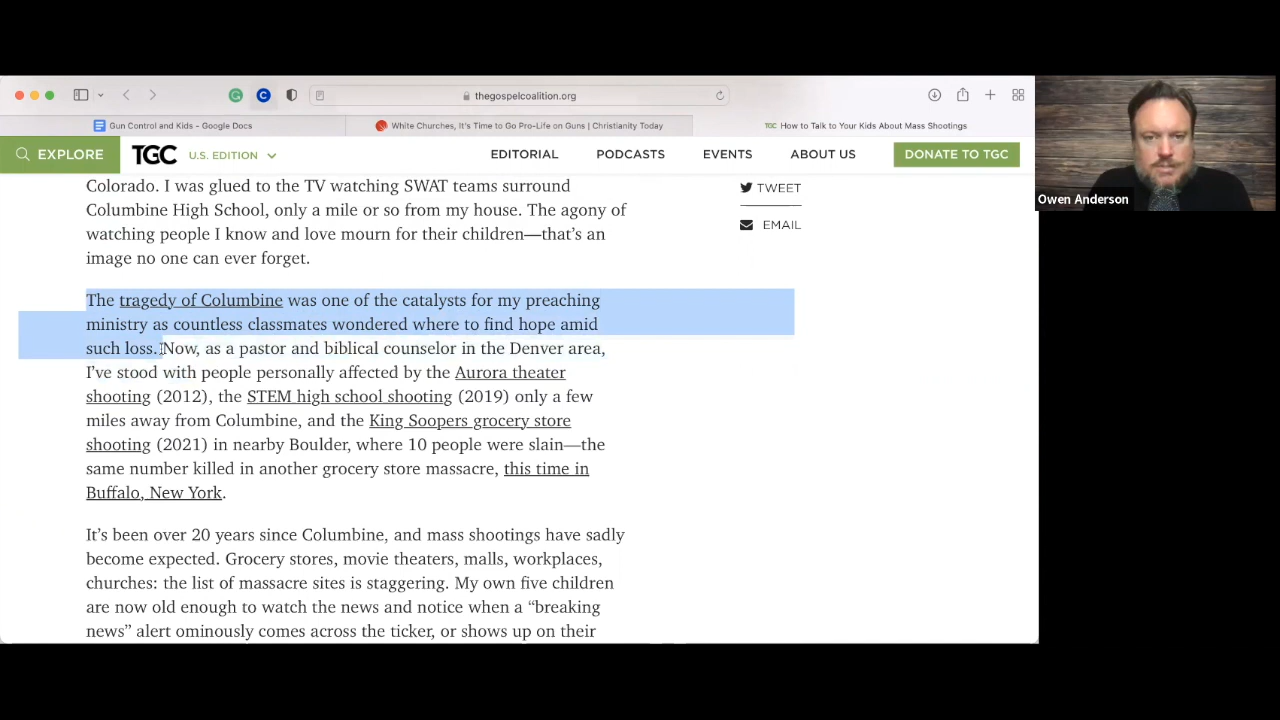 thegospelcoalition.org
Gun Control and Kids - Google Docs
White Churches, It's Time to Go Pro-Life on Guns | Christianity Today
TGC How to Talk to Your Kids About Mass Shootings
EXPLORE
TGC
U.S. EDITION
EDITORIAL
PODCASTS
EVENTS
ABOUT US
DONATE TO TGC
Colorado. I was glued to the TV watching SWAT teams surround
Columbine High School, only a mile or so from my house. The agony of
watching people I know and love mourn for their children—that’s an
image no one can ever forget.
The tragedy of Columbine was one of the catalysts for my preaching
ministry as countless classmates wondered where to find hope amid
such loss. Now, as a pastor and biblical counselor in the Denver area,
I’ve stood with people personally affected by the Aurora theater
shooting (2012), the STEM high school shooting (2019) only a few
miles away from Columbine, and the King Soopers grocery store
shooting (2021) in nearby Boulder, where 10 people were slain—the
same number killed in another grocery store massacre, this time in
Buffalo, New York.
It’s been over 20 years since Columbine, and mass shootings have sadly
become expected. Grocery stores, movie theaters, malls, workplaces,
churches: the list of massacre sites is staggering. My own five children
are now old enough to watch the news and notice when a “breaking
news” alert ominously comes across the ticker, or shows up on their
TWEET
EMAIL
Owen Anderson